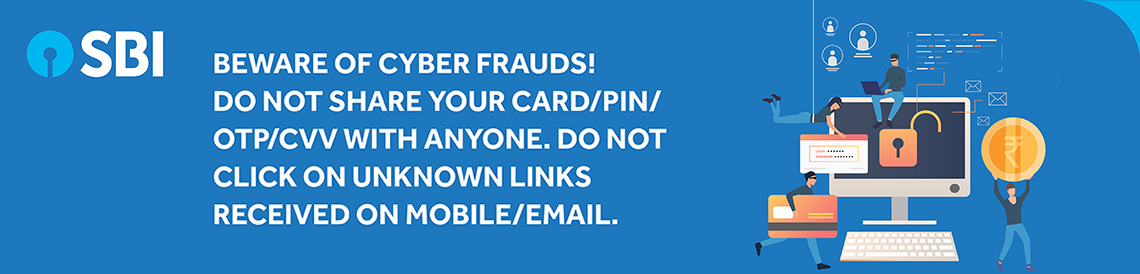 SBI
BEWARE OF CYBER FRAUDS!
DO NOT SHARE YOUR CARD/PIN/
OTP/CVV WITH ANYONE. DO NOT
CLICK ON UNKNOWN LINKS
RECEIVED ON MOBILE/EMAIL.
₹